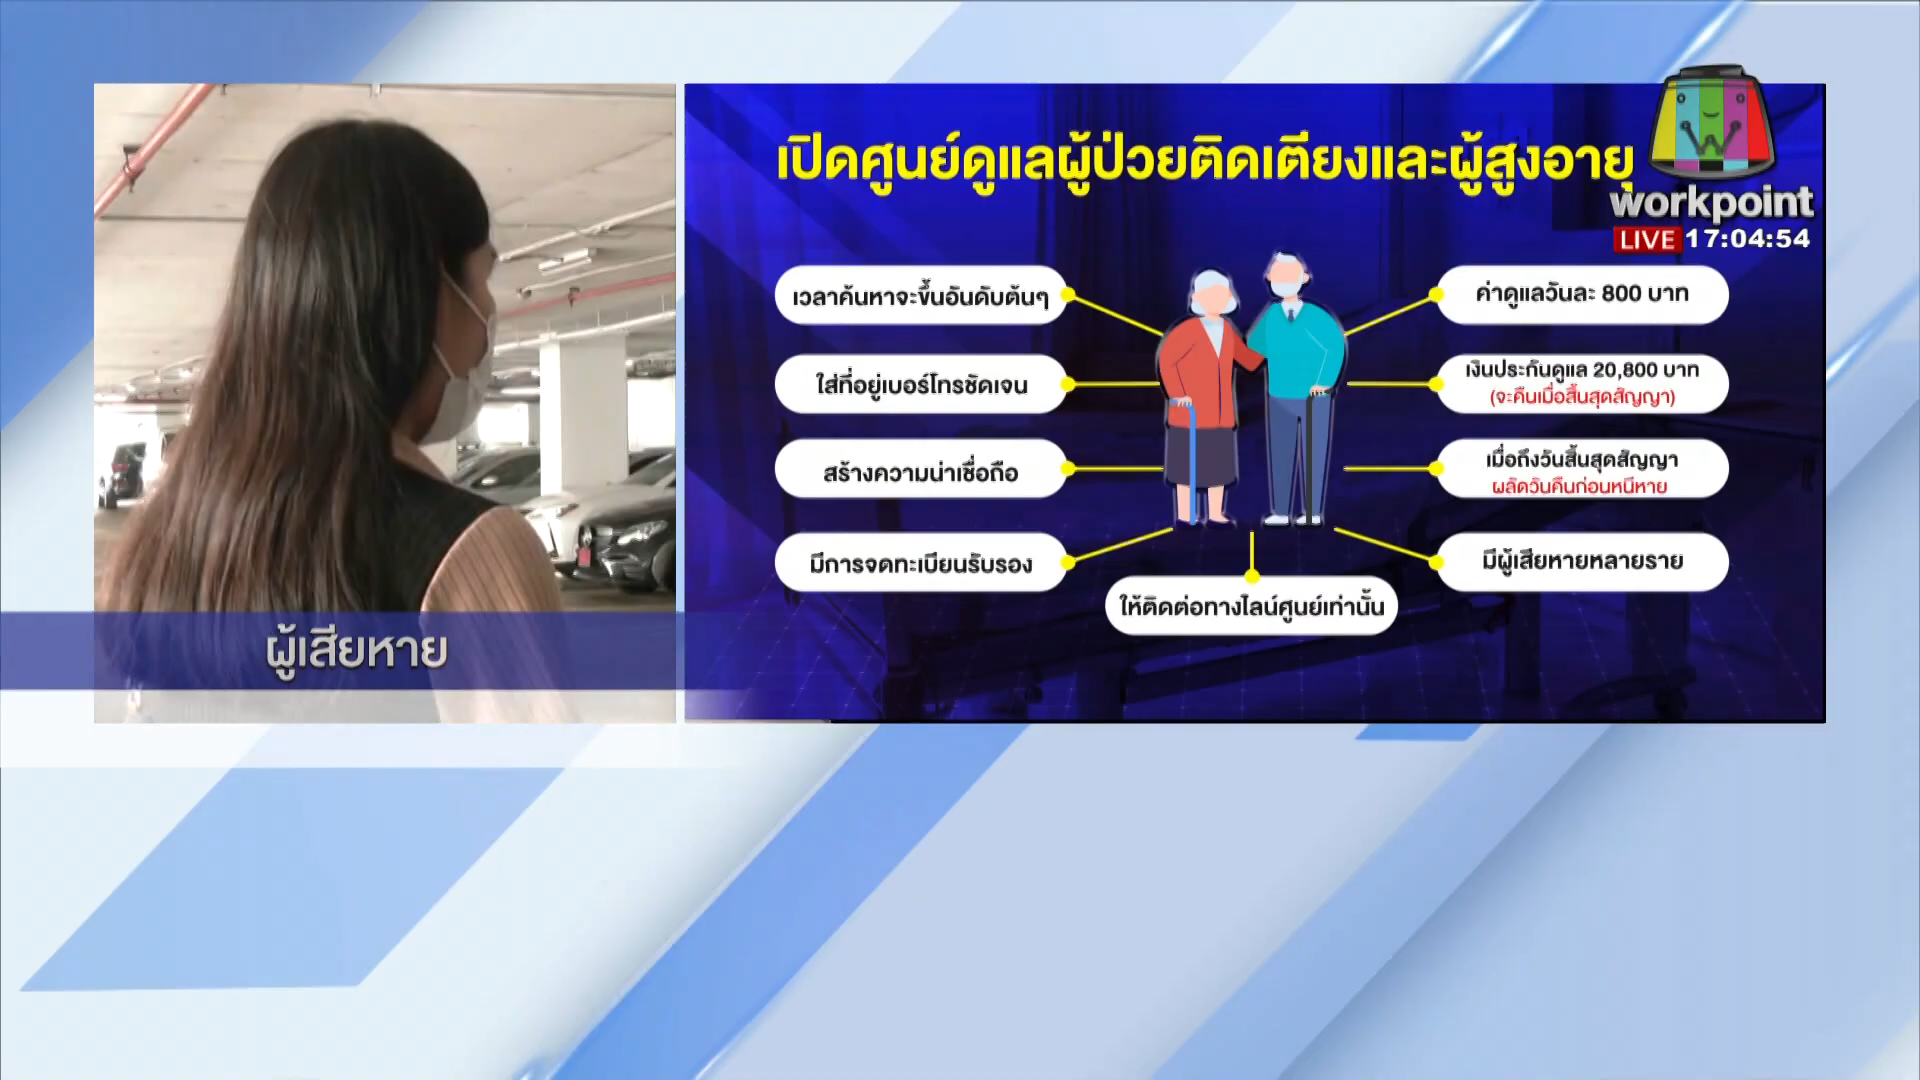 เปิดศูนย์ดูแลผู้ป่วยติดเตียงและผู้สูงอายุ
workpoint
LIVE 17:04:54
เวลาค้นหาจะขึ้นอันดับต้นๆ
ใส่ที่อยู่เบอร์โทรชัดเจน
สร้างความน่าเชื่อถือ
มีการจดทะเบียนรับรอง
ให้ติดต่อทางไลน์ศูนย์เท่านั้น
ค่าดูแลวันละ 800 บาท
เงินประกันดูแล 20,800 บาท
(จะคืนเมื่อสิ้นสุดสัญญา)
เมื่อถึงวันสิ้นสุดสัญญา
ผลัดวันคืนก่อนหนีหาย
มีผู้เสียหายหลายราย
ผู้เสียหาย